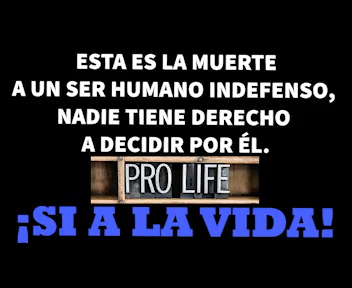 ESTA ES LA MUERTE
A UN SER HUMANO INDEFENSO,
NADIE TIENE DERECHO
A DECIDIR POR ÉL.
PRO LIFE
¡SI A LA VIDA!